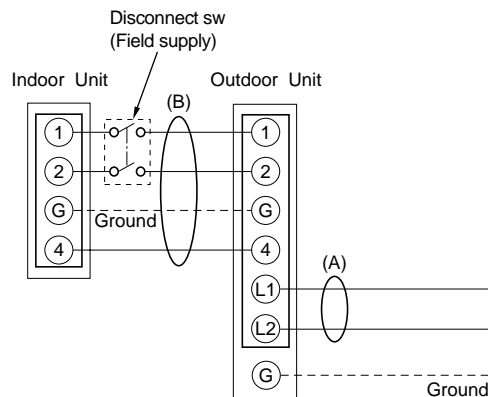 Disconnect sw
(Field supply)
Indoor Unit
Outdoor Unit
(B)
1
1
2
2
G
G
Ground
4
4
L1
(A)
L2
G
Ground